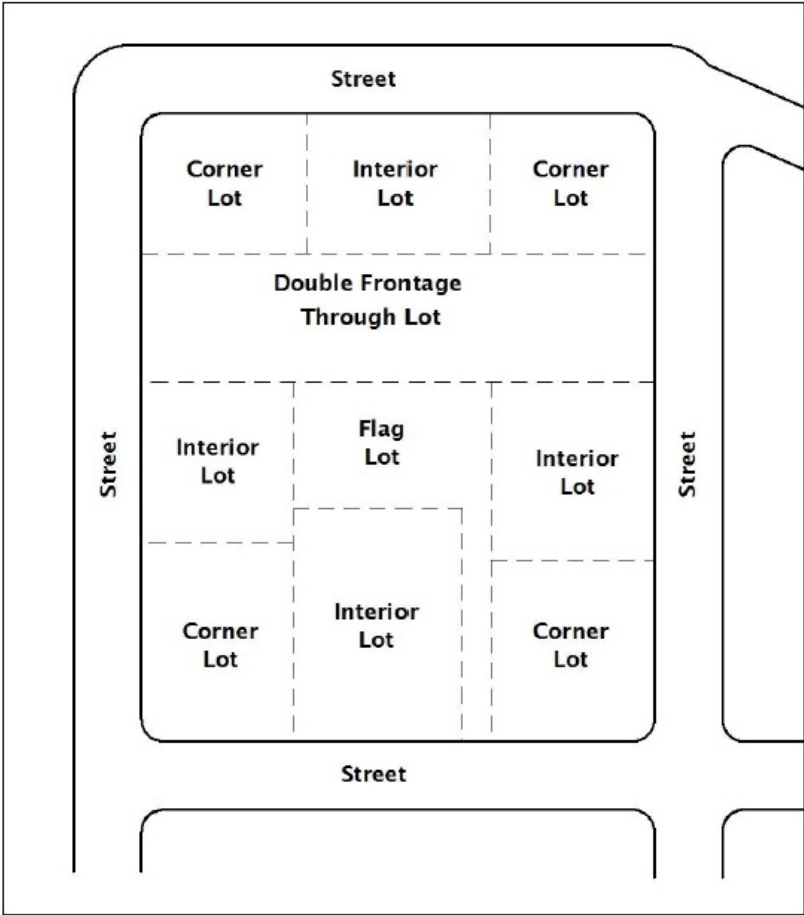 Street
Corner
Lot
Interior
Lot
Corner
Lot
Double Frontage
Through Lot
Street
Interior
Lot
Flag
Lot
Interior
Lot
Street
Corner
Lot
Interior
Lot
Corner
Lot
Street